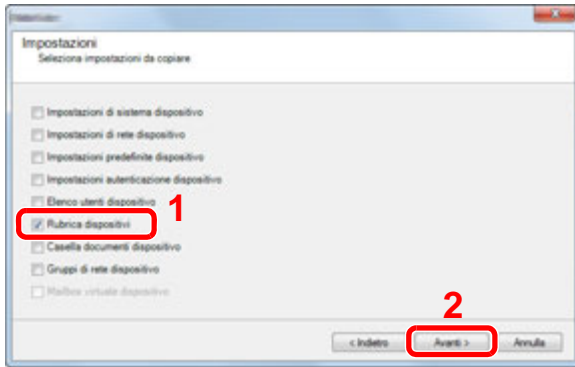 Impostazioni
Seleziona impostazioni da copiare
Impostazioni di sistema dispositivo
Impostazioni di rete dispositivo
Impostazioni predefinite dispositivo
Impostazioni autenticazione dispositivo
Elenco utenti dispositivo
1
Rubrica dispositivi
Casella documenti dispositivo
Gruppi di rete dispositivo
Mailbox virtuale dispositivo
2
< Indietro Avanti > Annulla